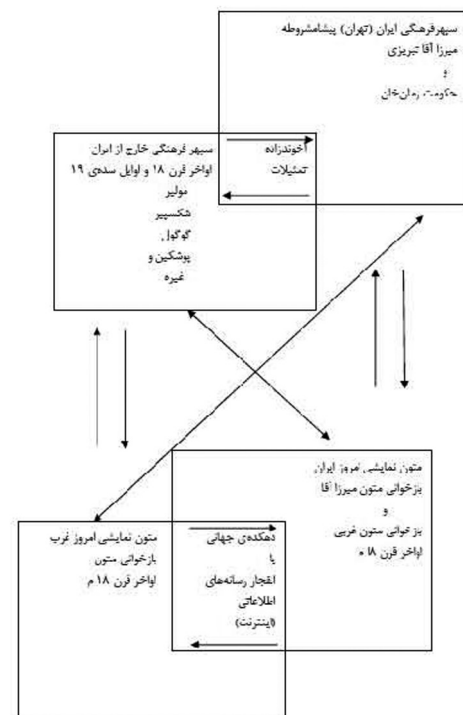 سپهر فرهنگی ایران (تهران) پیشامشروطه
میرزا آقا تبریزی
و
حکومت زمان‌خان
آخوندزاده
تمثیلات
سپهر فرهنگی خارج از ایران
اواخر قرن ۱۸ و اوایل سده‌ی ۱۹
مولیر
شکسپیر
گوگول
پوشکین و
غیره
متون نمایشی امروز ایران
بازخوانی متون میرزا آقا
و
بازخوانی متون غربی
اواخر قرن ۱۸ م
دهکده‌ی جهانی
یا
انفجار رسانه‌های
اطلاعاتی
(اینترنت)
متون نمایشی امروز غرب
بازخوانی متون
اواخر قرن ۱۸ م